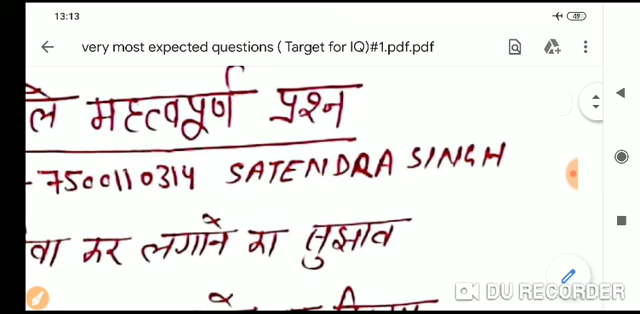 13:13
49
very most expected questions ( Target for IQ)#1.pdf.pdf
ले महत्वपूर्ण प्रश्न
-7500110314 SATENDRA SINGH
वा कर लगाने का सुझाव
DU RECORDER